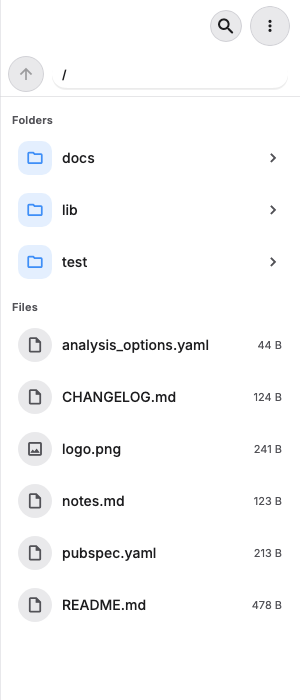 /
Folders
docs
lib
test
Files
analysis_options.yaml 44 B
CHANGELOG.md 124 B
logo.png 241 B
notes.md 123 B
pubspec.yaml 213 B
README.md 478 B